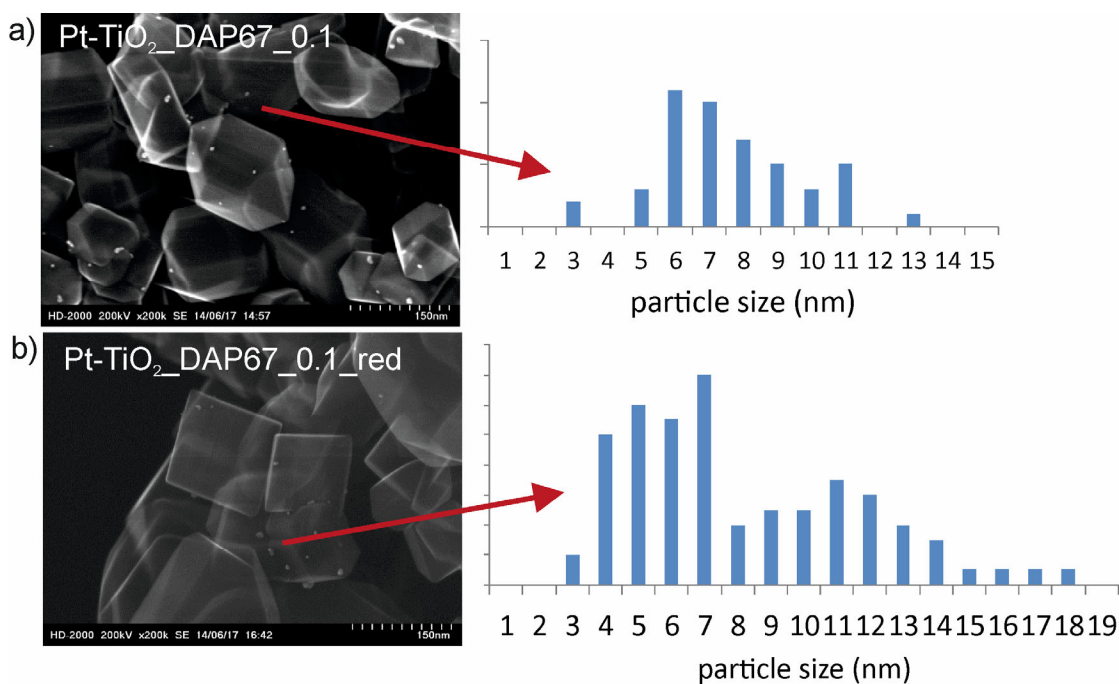 a)
Pt-TiO₂_DAP67_0.1
HD-2000 200kV x200k SE 14/06/17 14:57
150nm
1 2 3 4 5 6 7 8 9 10 11 12 13 14 15
particle size (nm)
b)
Pt-TiO₂_DAP67_0.1_red
HD-2000 200kV x200k SE 14/06/17 16:42
150nm
1 2 3 4 5 6 7 8 9 10 11 12 13 14 15 16 17 18 19
particle size (nm)